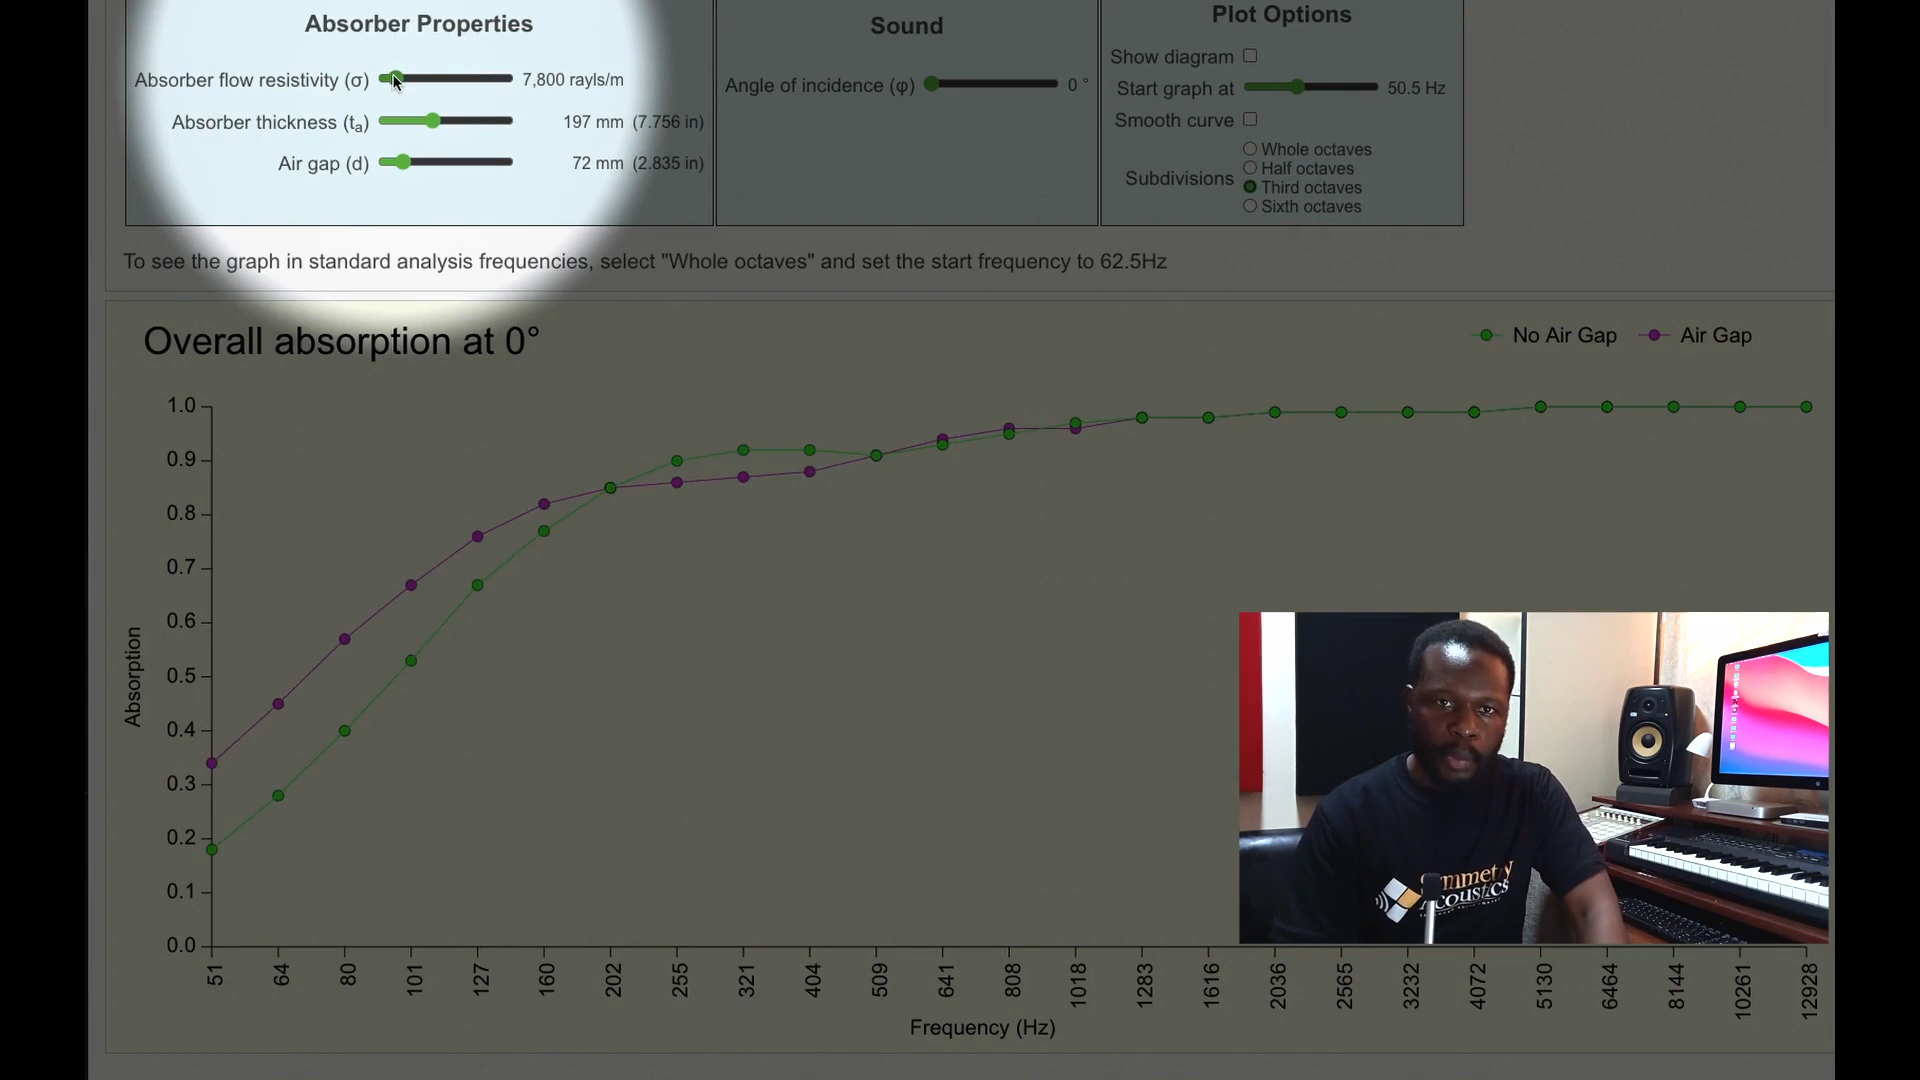 Absorber Properties
Absorber flow resistivity (σ) 7,800 rayls/m
Absorber thickness (ta) 197 mm (7.756 in)
Air gap (d) 72 mm (2.835 in)
Sound
Angle of incidence (φ) 0 °
Plot Options
Show diagram
Start graph at 50.5 Hz
Smooth curve
Subdivisions
Whole octaves
Half octaves
Third octaves
Sixth octaves
To see the graph in standard analysis frequencies, select "Whole octaves" and set the start frequency to 62.5Hz
Overall absorption at 0°
No Air Gap Air Gap
1.0
0.9
0.8
0.7
0.6
0.5
0.4
0.3
0.2
0.1
0.0
Absorption
51 64 80 101 127 160 202 255 321 404 509 641 808 1018 1283 1616 2036 2565 3232 4072 5130 6464 8144 10261 12928
Frequency (Hz)
Symmetry
Acoustics